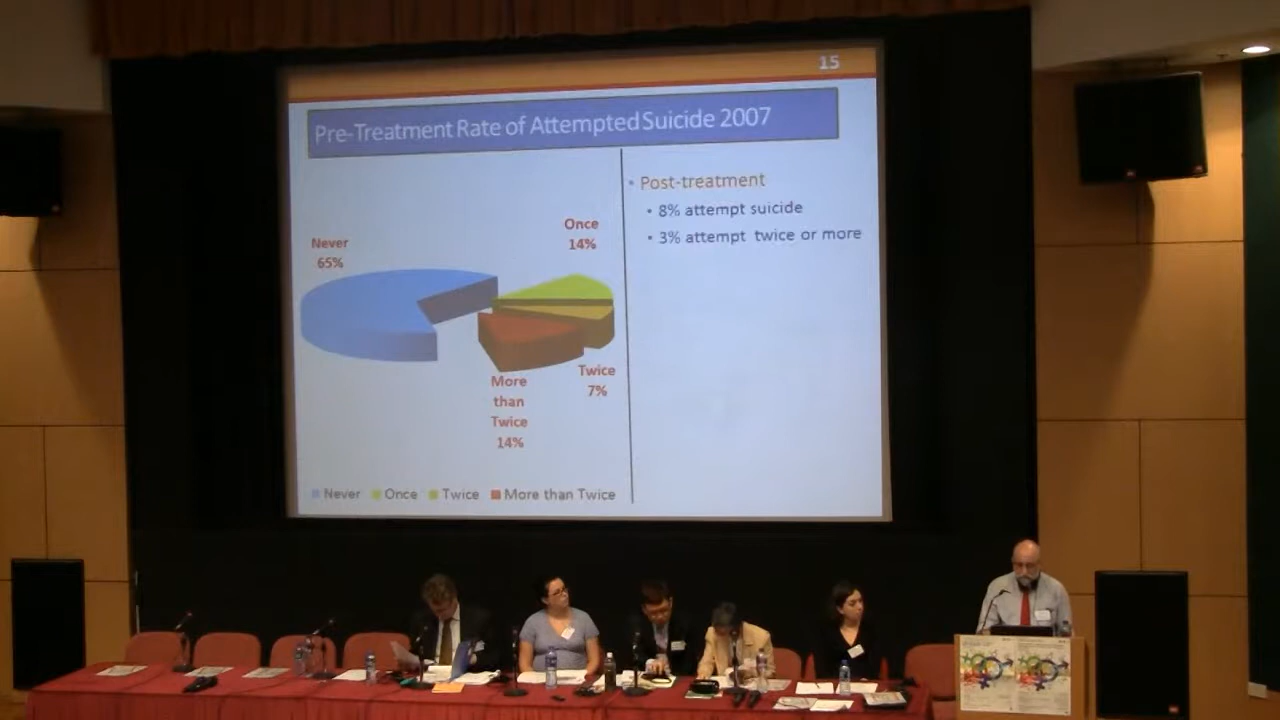 15
Pre-Treatment Rate of Attempted Suicide 2007
• Post-treatment
• 8% attempt suicide
• 3% attempt twice or more
Once
14%
Never
65%
Twice
7%
More
than
Twice
14%
Never Once Twice More than Twice